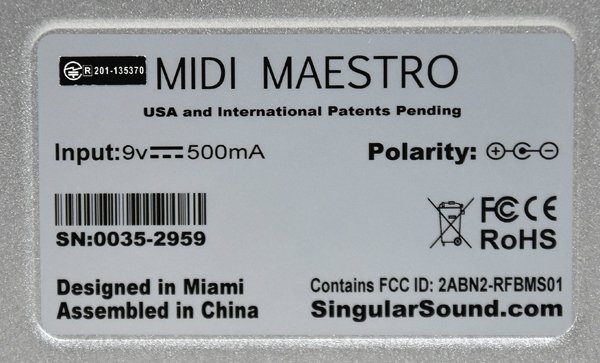 R 201-135370
MIDI MAESTRO
USA and International Patents Pending
Input:9v⎓500mA
Polarity:
SN:0035-2959
FC CE
RoHS
Designed in Miami
Assembled in China
Contains FCC ID: 2ABN2-RFBMS01
SingularSound.com